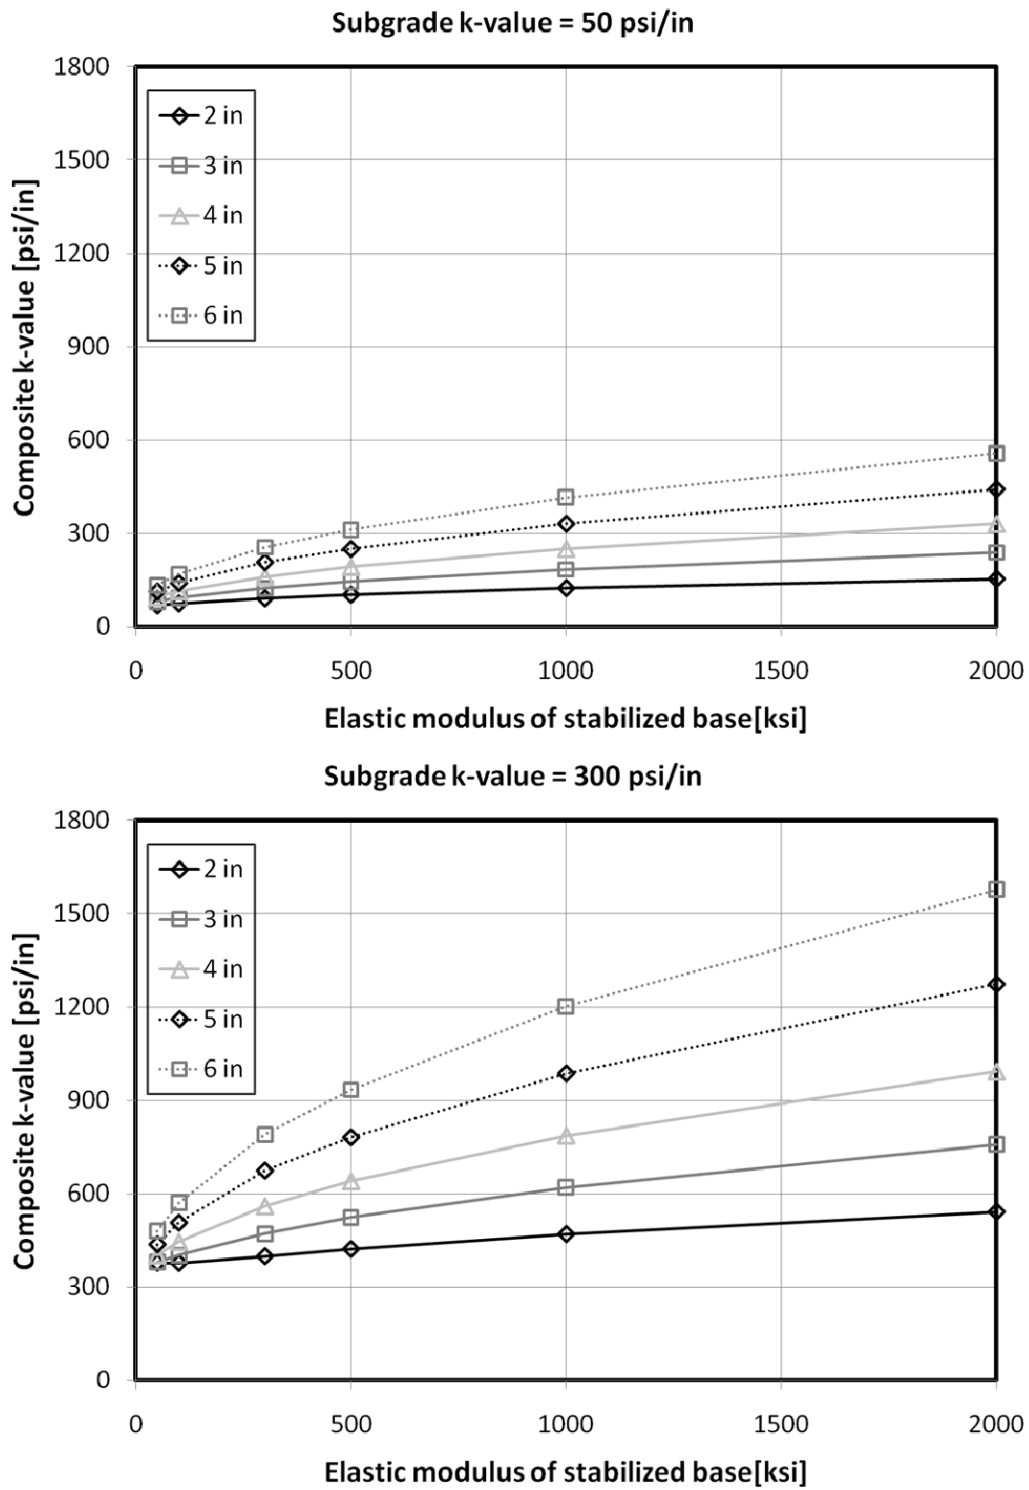 Subgrade k-value = 50 psi/in
1800
1500
1200
900
600
300
0
Composite k-value [psi/in]
2 in
3 in
4 in
5 in
6 in
0 500 1000 1500 2000
Elastic modulus of stabilized base[ksi]
Subgrade k-value = 300 psi/in
1800
1500
1200
900
600
300
0
Composite k-value [psi/in]
2 in
3 in
4 in
5 in
6 in
0 500 1000 1500 2000
Elastic modulus of stabilized base[ksi]